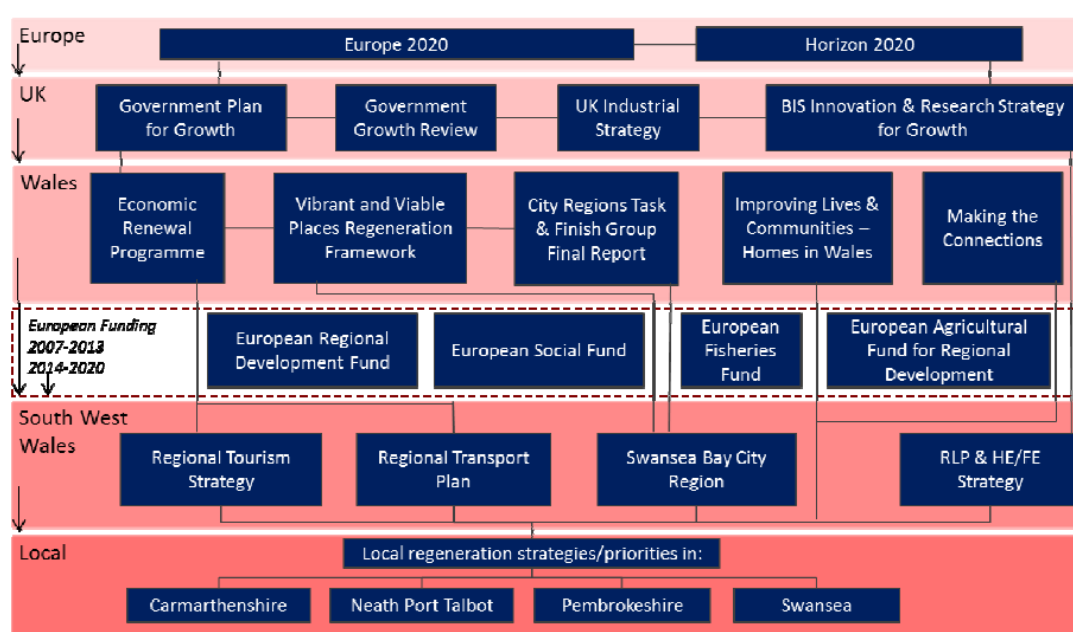 Europe
Europe 2020
Horizon 2020
UK
Government Plan
for Growth
Government
Growth Review
UK Industrial
Strategy
BIS Innovation & Research Strategy
for Growth
Wales
Economic
Renewal
Programme
Vibrant and Viable
Places Regeneration
Framework
City Regions Task
& Finish Group
Final Report
Improving Lives &
Communities –
Homes in Wales
Making the
Connections
European Funding
2007-2013
2014-2020
European Regional
Development Fund
European Social Fund
European
Fisheries
Fund
European Agricultural
Fund for Regional
Development
South West
Wales
Regional Tourism
Strategy
Regional Transport
Plan
Swansea Bay City
Region
RLP & HE/FE
Strategy
Local
Local regeneration strategies/priorities in:
Carmarthenshire
Neath Port Talbot
Pembrokeshire
Swansea